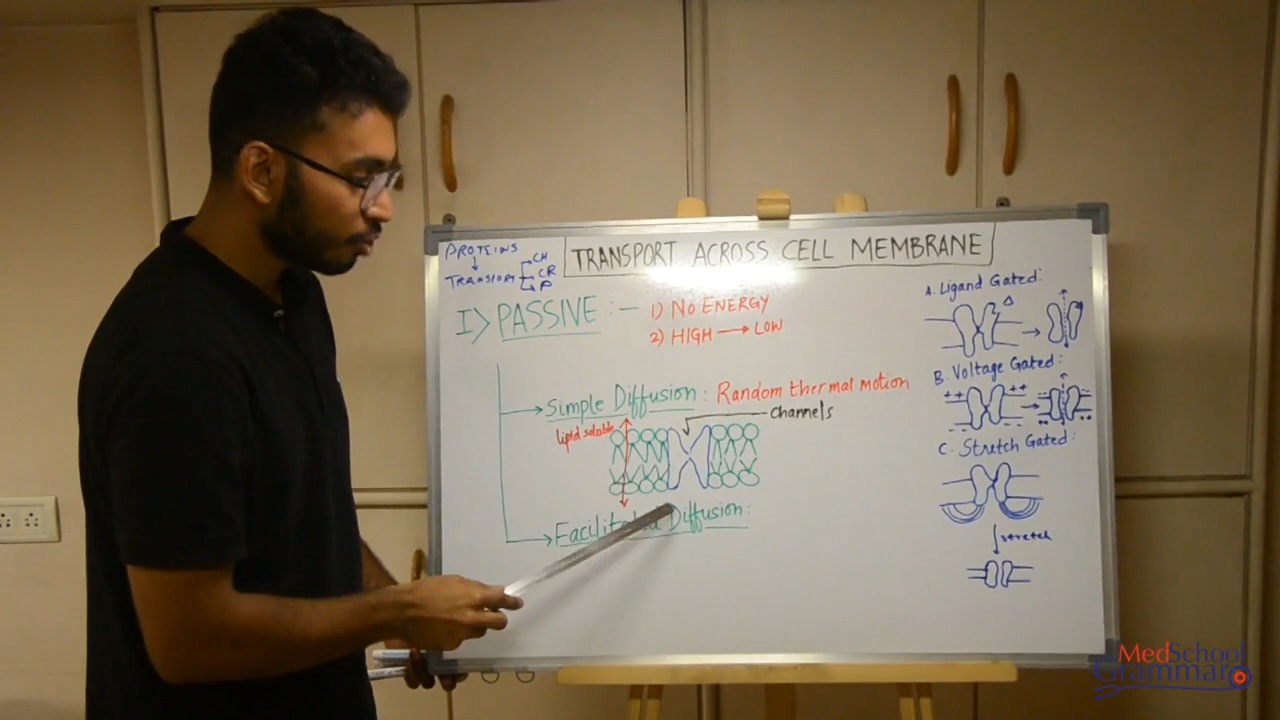 PROTEINS
TRANSPORT
CH
CR
P
TRANSPORT ACROSS CELL MEMBRANE
I> PASSIVE :-
1) NO ENERGY
2) HIGH → LOW
Simple Diffusion : Random thermal motion
channels
lipid soluble
Facilitated Diffusion :
A. Ligand Gated:
B. Voltage Gated:
++ ++
-- --
C. Stretch Gated:
stretch
MedSchool
Grammar